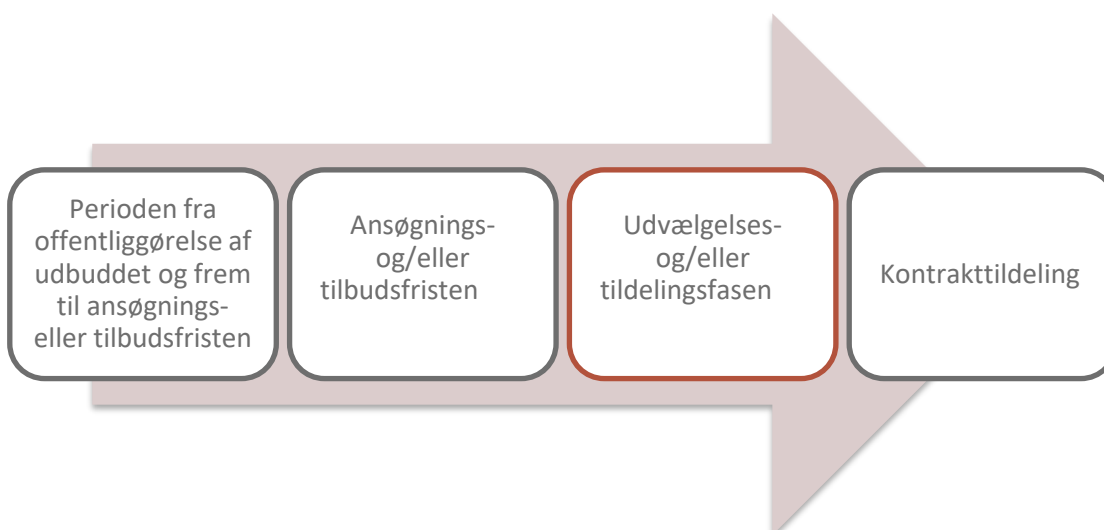 Perioden fra
offentliggørelse af
udbuddet og frem
til ansøgnings-
eller tilbudsfristen
Ansøgnings-
og/eller
tilbudsfristen
Udvælgelses-
og/eller
tildelingsfasen
Kontrakttildeling